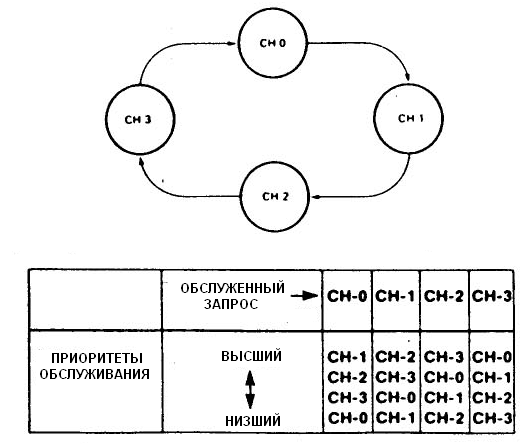 CH 0
CH 3
CH 1
CH 2
ОБСЛУЖЕННЫЙ
ЗАПРОС
CH-0 CH-1 CH-2 CH-3
ПРИОРИТЕТЫ
ОБСЛУЖИВАНИЯ
ВЫСШИЙ
НИЗШИЙ
CH-1 CH-2 CH-3 CH-0
CH-2 CH-3 CH-0 CH-1
CH-3 CH-0 CH-1 CH-2
CH-0 CH-1 CH-2 CH-3